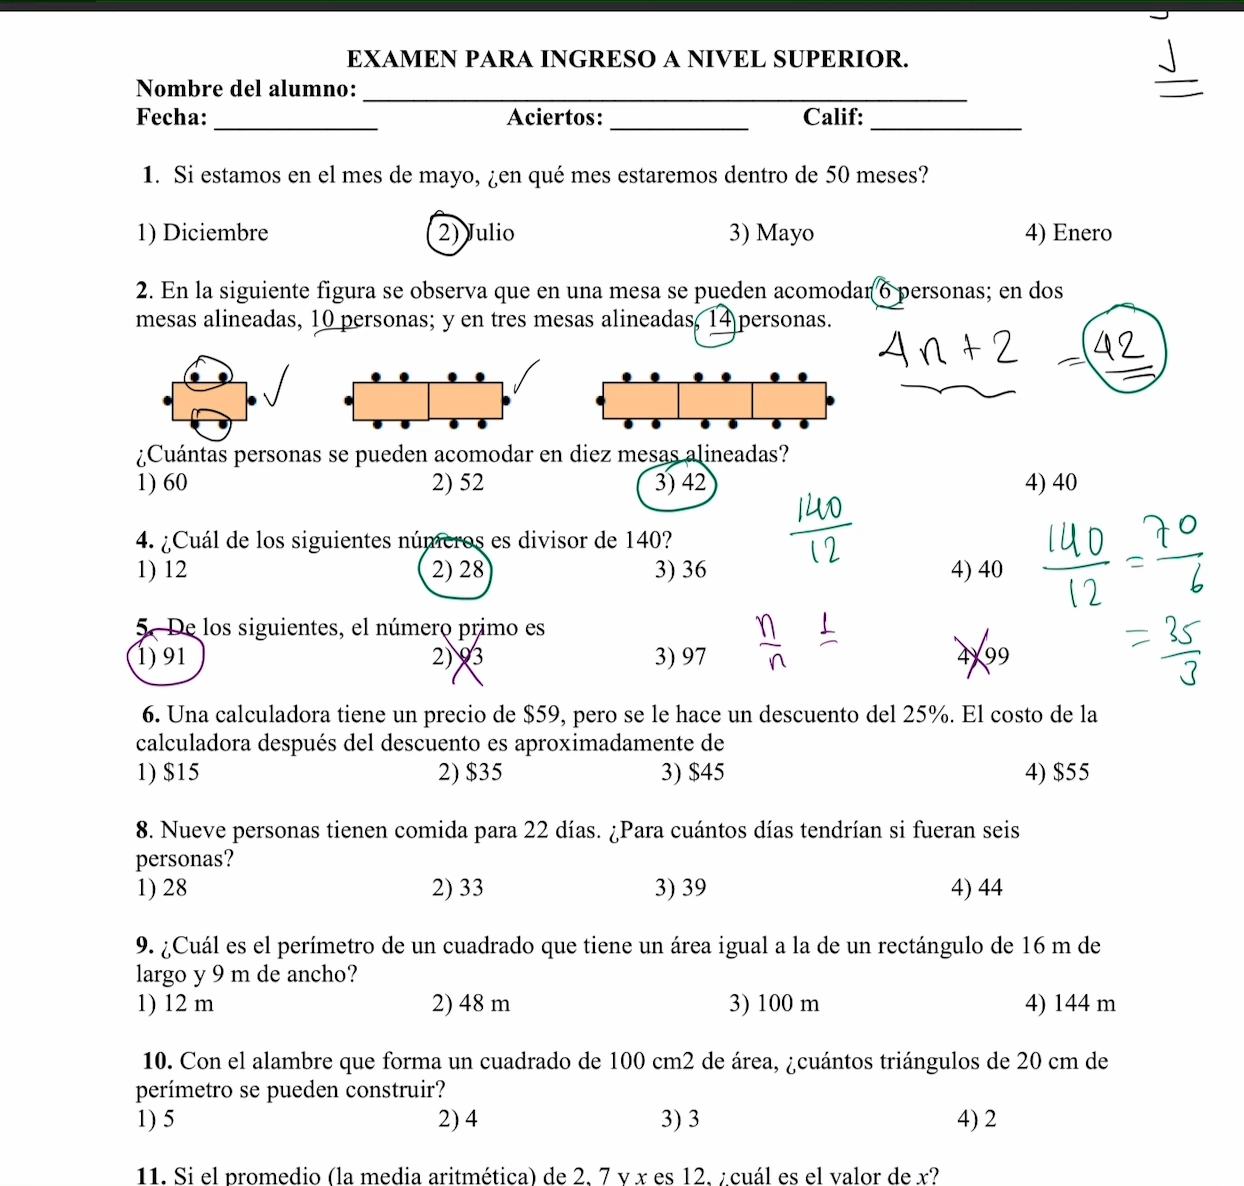 EXAMEN PARA INGRESO A NIVEL SUPERIOR.
Nombre del alumno:
Fecha: Aciertos: Calif:
1. Si estamos en el mes de mayo, ¿en qué mes estaremos dentro de 50 meses?
1) Diciembre 2) Julio 3) Mayo 4) Enero
2. En la siguiente figura se observa que en una mesa se pueden acomodar 6 personas; en dos
mesas alineadas, 10 personas; y en tres mesas alineadas, 14 personas.
4n + 2 = 42
¿Cuántas personas se pueden acomodar en diez mesas alineadas?
1) 60 2) 52 3) 42 4) 40
140
12
140/12 = 70/6
= 35/3
4. ¿Cuál de los siguientes números es divisor de 140?
1) 12 2) 28 3) 36 4) 40
5. De los siguientes, el número primo es
n/n 1
1) 91 2) 93 3) 97 4) 99
6. Una calculadora tiene un precio de $59, pero se le hace un descuento del 25%. El costo de la
calculadora después del descuento es aproximadamente de
1) $15 2) $35 3) $45 4) $55
8. Nueve personas tienen comida para 22 días. ¿Para cuántos días tendrían si fueran seis
personas?
1) 28 2) 33 3) 39 4) 44
9. ¿Cuál es el perímetro de un cuadrado que tiene un área igual a la de un rectángulo de 16 m de
largo y 9 m de ancho?
1) 12 m 2) 48 m 3) 100 m 4) 144 m
10. Con el alambre que forma un cuadrado de 100 cm2 de área, ¿cuántos triángulos de 20 cm de
perímetro se pueden construir?
1) 5 2) 4 3) 3 4) 2
11. Si el promedio (la media aritmética) de 2, 7 y x es 12, ¿cuál es el valor de x?